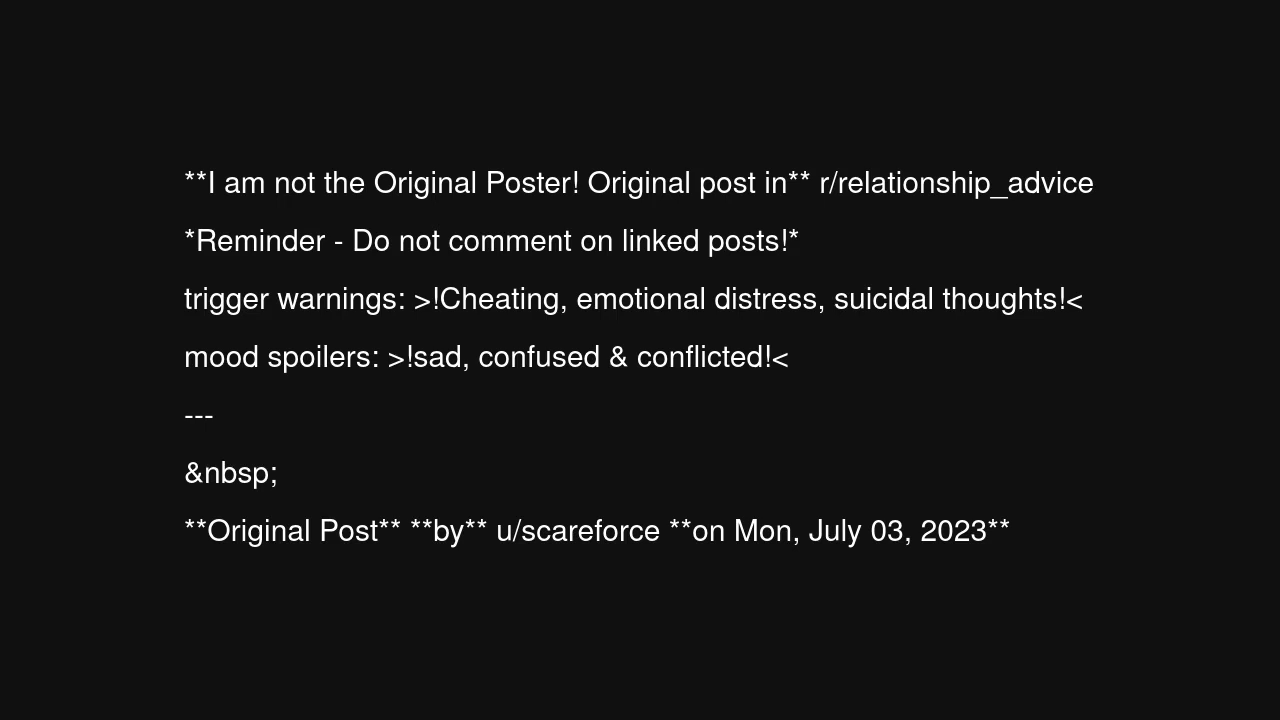 **I am not the Original Poster! Original post in** r/relationship_advice
*Reminder - Do not comment on linked posts!*
trigger warnings: >!Cheating, emotional distress, suicidal thoughts!<
mood spoilers: >!sad, confused & conflicted!<
---
&nbsp;
**Original Post** **by** u/scareforce **on Mon, July 03, 2023**